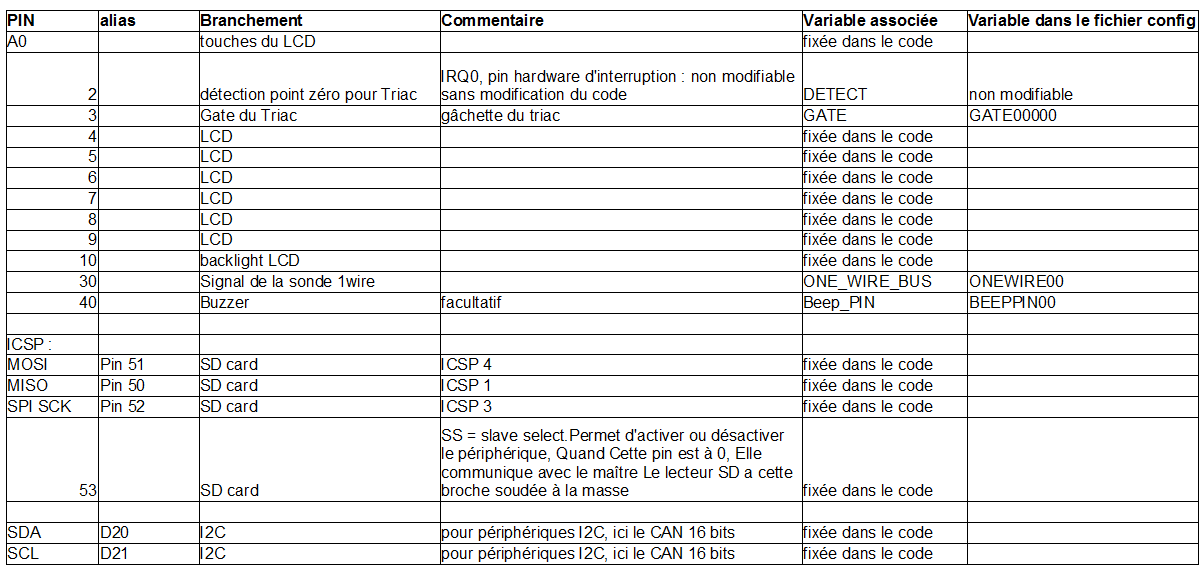 PIN alias Branchement Commentaire Variable associée Variable dans le fichier config
A0 touches du LCD fixée dans le code
IRQ0, pin hardware d'interruption : non modifiable
2 détection point zéro pour Triac sans modification du code DETECT non modifiable
3 Gate du Triac gâchette du triac GATE GATE00000
4 LCD fixée dans le code
5 LCD fixée dans le code
6 LCD fixée dans le code
7 LCD fixée dans le code
8 LCD fixée dans le code
9 LCD fixée dans le code
10 backlight LCD fixée dans le code
30 Signal de la sonde 1wire ONE_WIRE_BUS ONEWIRE00
40 Buzzer facultatif Beep_PIN BEEPPIN00
ICSP :
MOSI Pin 51 SD card ICSP 4 fixée dans le code
MISO Pin 50 SD card ICSP 1 fixée dans le code
SPI SCK Pin 52 SD card ICSP 3 fixée dans le code
SS = slave select.Permet d'activer ou désactiver
le périphérique, Quand Cette pin est à 0, Elle
communique avec le maître Le lecteur SD a cette
53 SD card broche soudée à la masse fixée dans le code
SDA D20 I2C pour périphériques I2C, ici le CAN 16 bits fixée dans le code
SCL D21 I2C pour périphériques I2C, ici le CAN 16 bits fixée dans le code